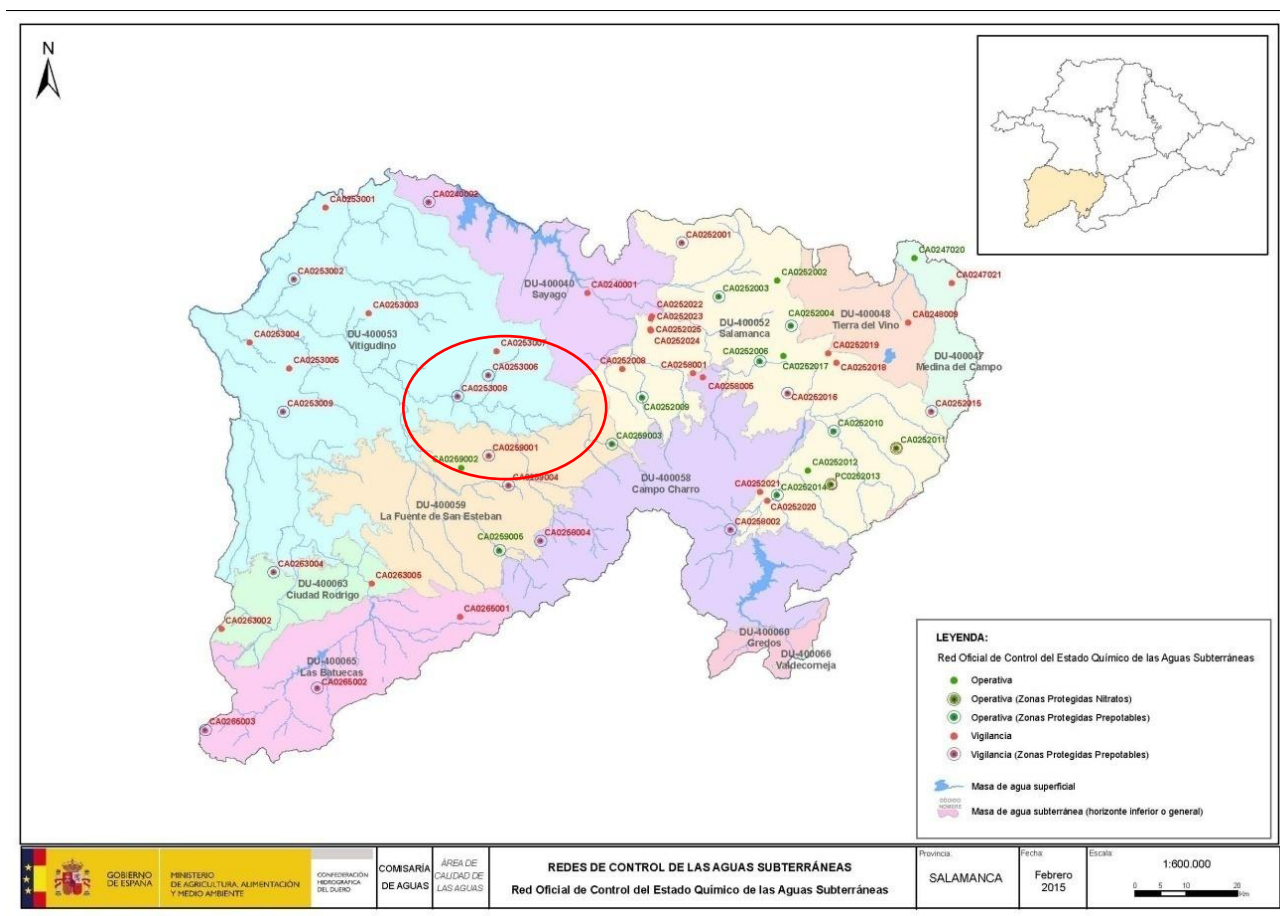 N
CA0253001
CA0240002
CA0252001
CA0247020
CA0253002
CA0252002
CA0247021
DU-400040
Sayago
CA0240001
CA0252003
CA0253003
CA0252022
CA0252023
CA0252025
CA0252024
CA0252004
DU-400048
Tierra del Vino
CA0248009
DU-400052
Salamanca
CA0253004
DU-400053
Vitigudino
CA0253007
CA0252019
CA0252006
CA0252017
CA0252018
DU-400047
Medina del Campo
CA0253005
CA0253006
CA0252008
CA0258001
CA0258005
CA0253008
CA0252016
CA0253009
CA0252009
CA0252015
CA0252010
CA0259003
CA0252011
CA0259001
CA0259002
CA0259004
CA0252012
DU-400058
Campo Charro
CA0252021
CA0252014
PC0252013
CA0252020
DU-400059
La Fuente de San Esteban
CA0258002
CA0259005
CA0258004
CA0263004
DU-400063
Ciudad Rodrigo
CA0263005
CA0265001
CA0263002
DU-400060
Gredos
DU-400066
Valdecorneja
DU-400065
Las Batuecas
CA0265002
CA0265003
LEYENDA:
Red Oficial de Control del Estado Químico de las Aguas Subterráneas
Operativa
Operativa (Zonas Protegidas Nitratos)
Operativa (Zonas Protegidas Prepotables)
Vigilancia
Vigilancia (Zonas Protegidas Prepotables)
Masa de agua superficial
CÓDIGO
NOMBRE
Masa de agua subterránea (horizonte inferior o general)
GOBIERNO
DE ESPAÑA
MINISTERIO
DE AGRICULTURA, ALIMENTACIÓN
Y MEDIO AMBIENTE
CONFEDERACIÓN
HIDROGRÁFICA
DEL DUERO
COMISARÍA
DE AGUAS
ÁREA DE
CALIDAD DE
LAS AGUAS
REDES DE CONTROL DE LAS AGUAS SUBTERRÁNEAS
Red Oficial de Control del Estado Químico de las Aguas Subterráneas
Provincia:
SALAMANCA
Fecha:
Febrero
2015
Escala:
1:600.000
0 5 10 20
Km